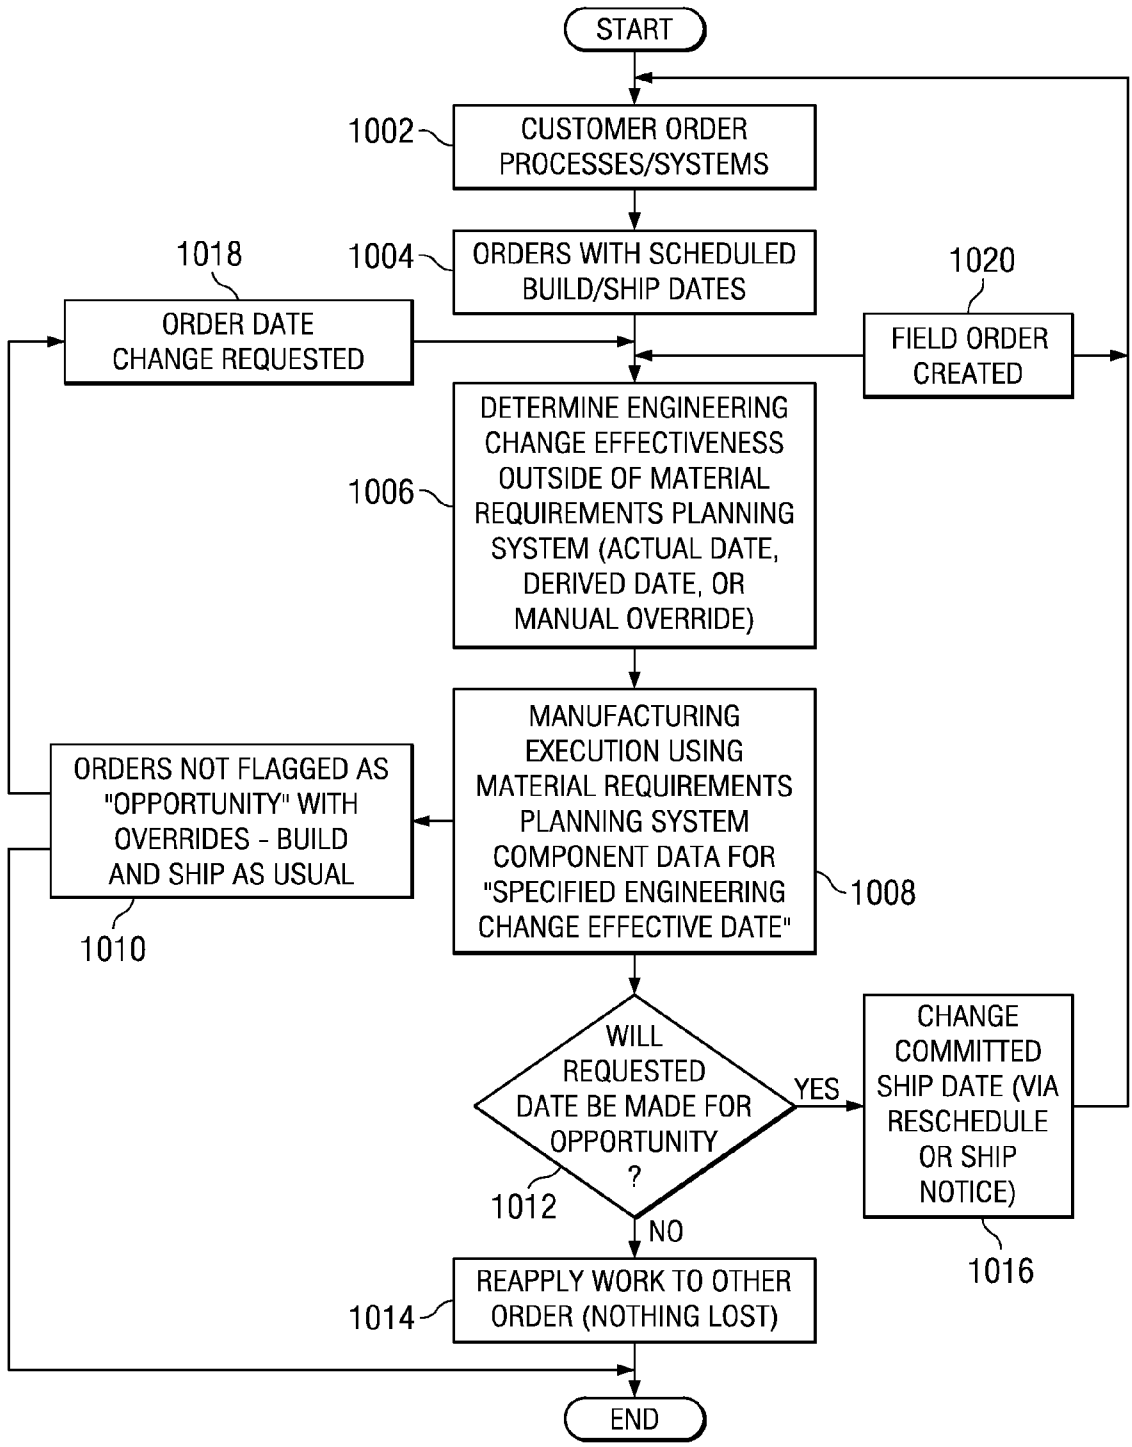 START
1002
CUSTOMER ORDER
PROCESSES/SYSTEMS
1004
ORDERS WITH SCHEDULED
BUILD/SHIP DATES
1018
ORDER DATE
CHANGE REQUESTED
1020
FIELD ORDER
CREATED
1006
DETERMINE ENGINEERING
CHANGE EFFECTIVENESS
OUTSIDE OF MATERIAL
REQUIREMENTS PLANNING
SYSTEM (ACTUAL DATE,
DERIVED DATE, OR
MANUAL OVERRIDE)
MANUFACTURING
EXECUTION USING
MATERIAL REQUIREMENTS
PLANNING SYSTEM
COMPONENT DATA FOR
"SPECIFIED ENGINEERING
CHANGE EFFECTIVE DATE"
1008
ORDERS NOT FLAGGED AS
"OPPORTUNITY" WITH
OVERRIDES - BUILD
AND SHIP AS USUAL
1010
WILL
REQUESTED
DATE BE MADE FOR
OPPORTUNITY
?
1012
YES
CHANGE
COMMITTED
SHIP DATE (VIA
RESCHEDULE
OR SHIP
NOTICE)
1016
NO
1014
REAPPLY WORK TO OTHER
ORDER (NOTHING LOST)
END